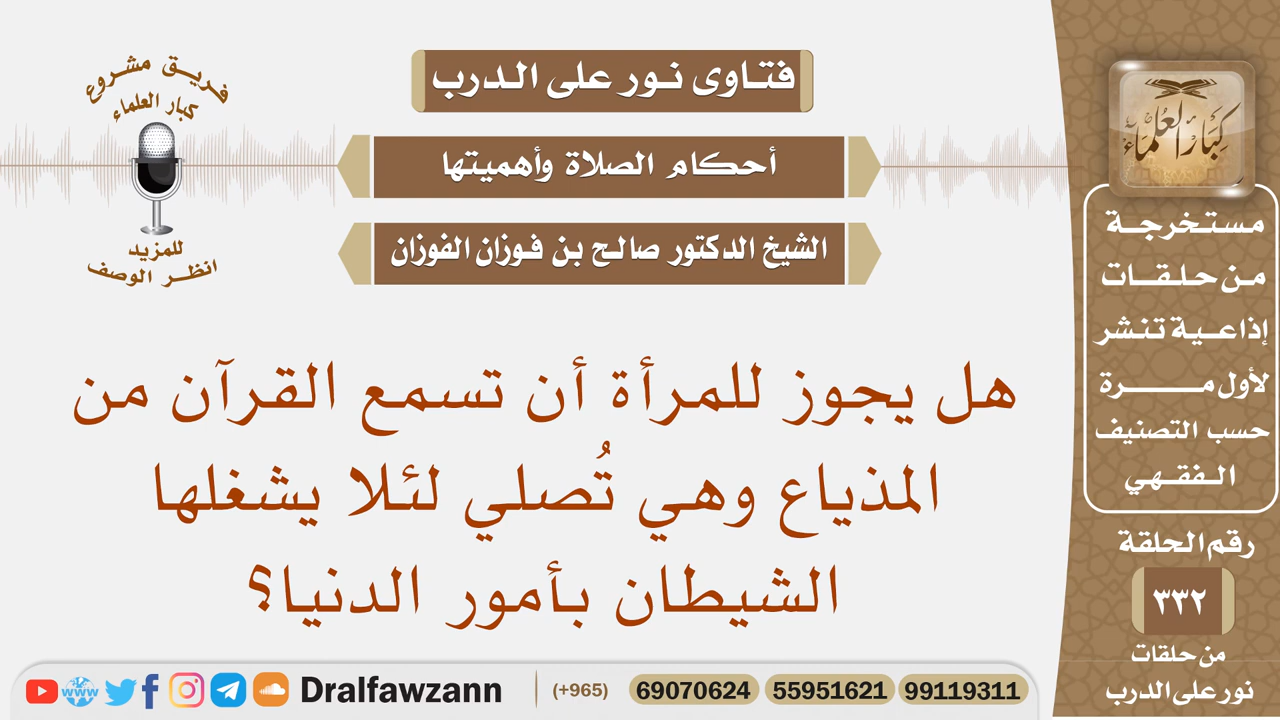 فتاوى نور على الدرب
أحكام الصلاة وأهميتها
الشيخ الدكتور صالح بن فوزان الفوزان
فريق مشروع
كبار العلماء
للمزيد
انظر الوصف
هل يجوز للمرأة أن تسمع القرآن من
المذياع وهي تُصلي لئلا يشغلها
الشيطان بأمور الدنيا؟
كبار العلماء
مستخرجة
من حلقات
إذاعية تنشر
لأول مرة
حسب التصنيف
الفقهي
رقم الحلقة
٣٣٢
من حلقات
نور على الدرب
www
Dralfawzann
(+965)
69070624
55951621
99119311